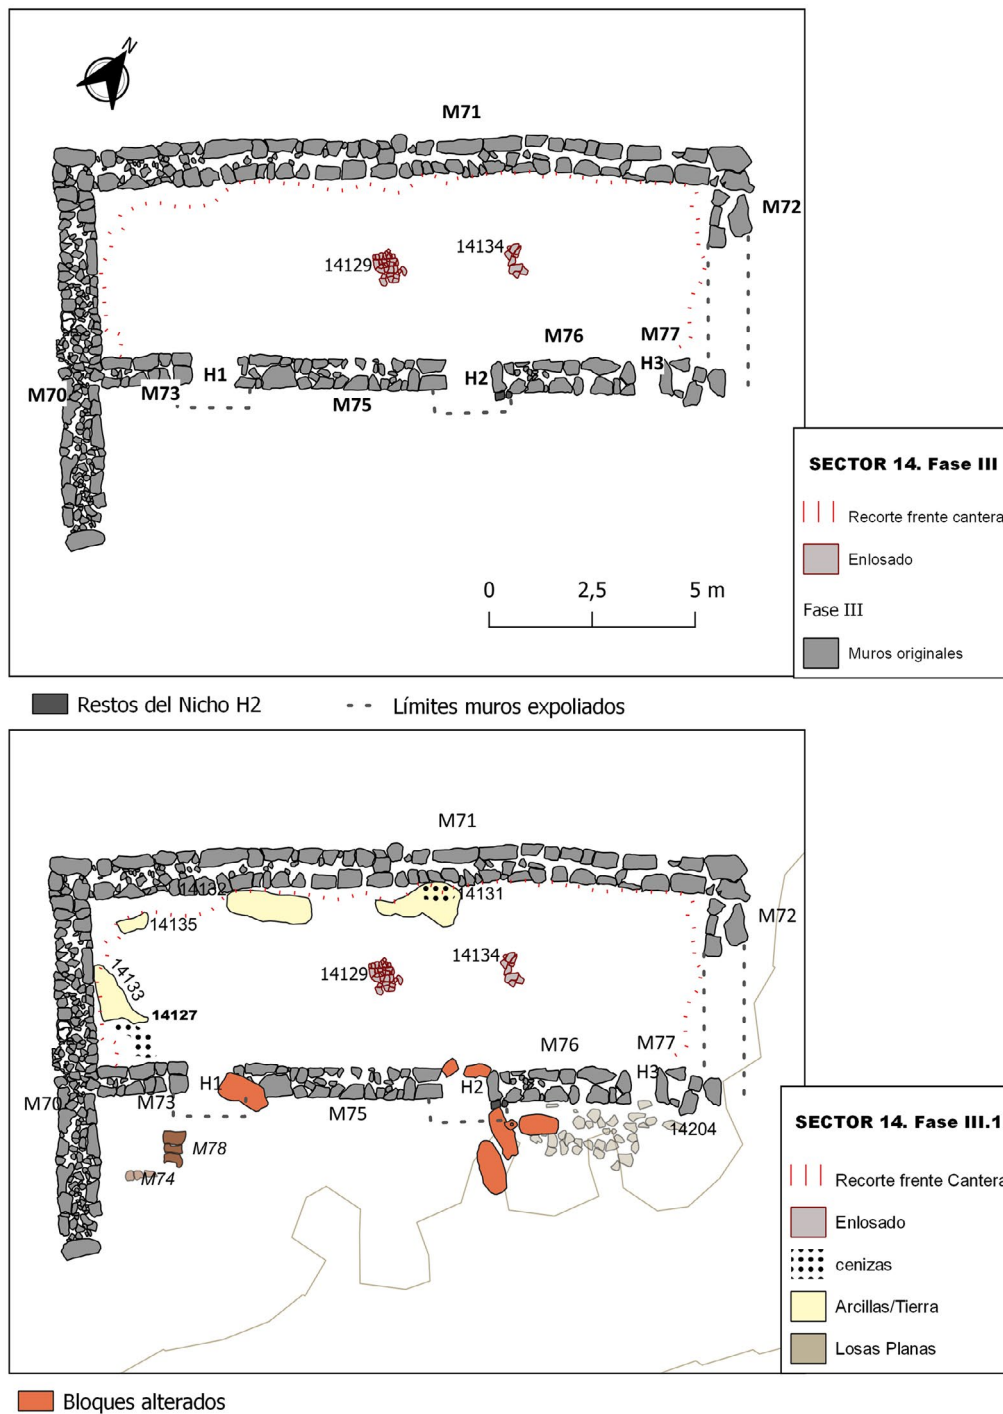 N
M71
M72
14134
14129
M76
M77
H1
H2
H3
M70
M73
M75
SECTOR 14. Fase III
Recorte frente cantera
Enlosado
Fase III
Muros originales
0 2,5 5 m
Restos del Nicho H2
Límites muros expoliados
M71
14132
14131
14135
M72
14133
14134
14129
14127
M76
M77
H1
H2
H3
M70
M73
M75
14204
M78
M74
SECTOR 14. Fase III.1
Recorte frente Cantera
Enlosado
cenizas
Arcillas/Tierra
Losas Planas
Bloques alterados